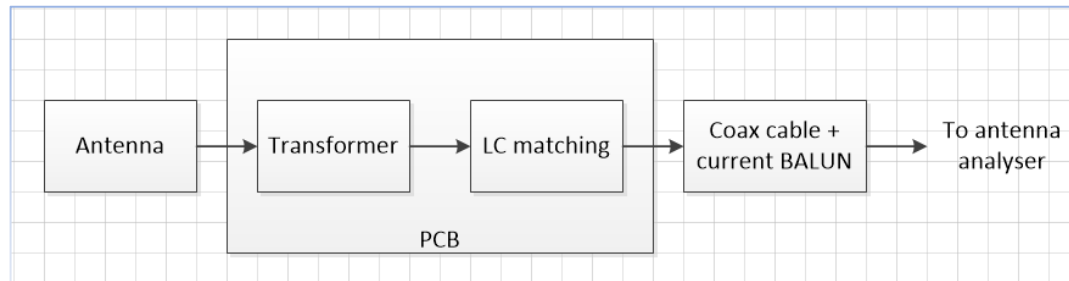 Antenna
Transformer
LC matching
Coax cable +
current BALUN
To antenna
analyser
PCB